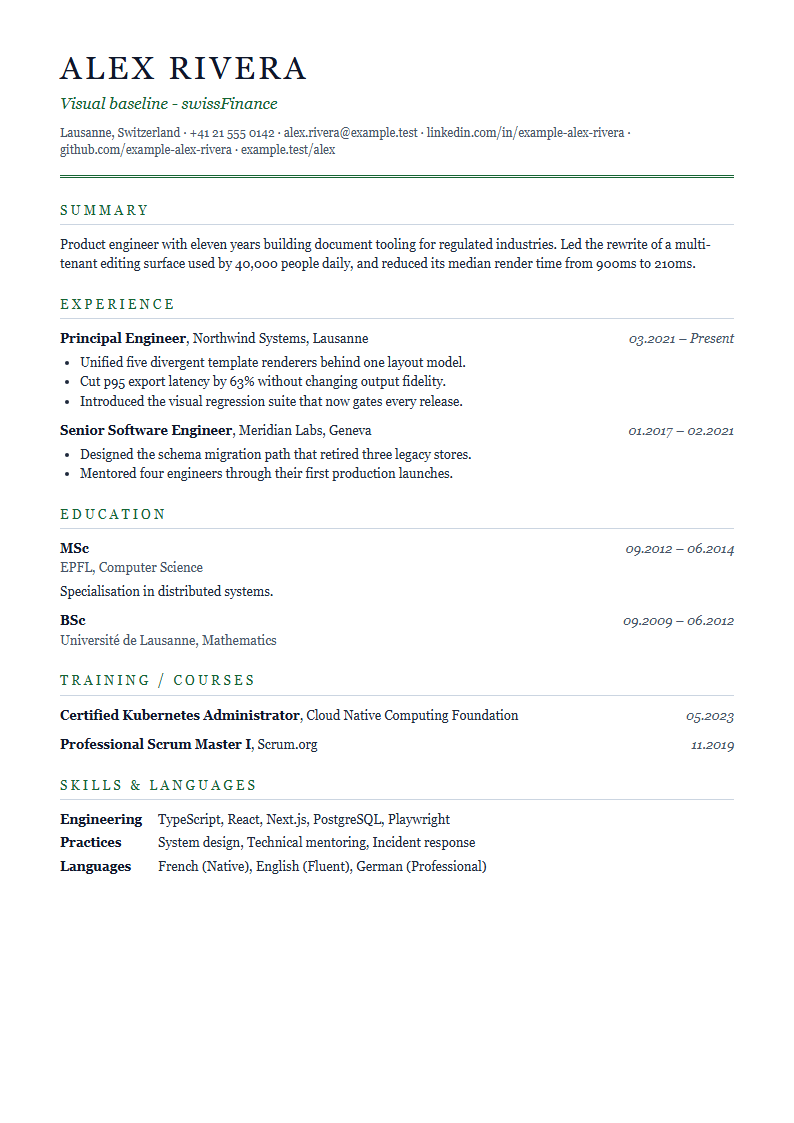 ALEX RIVERA
Visual baseline - swissFinance
Lausanne, Switzerland · +41 21 555 0142 · alex.rivera@example.test · linkedin.com/in/example-alex-rivera ·
github.com/example-alex-rivera · example.test/alex
SUMMARY
Product engineer with eleven years building document tooling for regulated industries. Led the rewrite of a multi-
tenant editing surface used by 40,000 people daily, and reduced its median render time from 900ms to 210ms.
EXPERIENCE
Principal Engineer, Northwind Systems, Lausanne 03.2021 – Present
• Unified five divergent template renderers behind one layout model.
• Cut p95 export latency by 63% without changing output fidelity.
• Introduced the visual regression suite that now gates every release.
Senior Software Engineer, Meridian Labs, Geneva 01.2017 – 02.2021
• Designed the schema migration path that retired three legacy stores.
• Mentored four engineers through their first production launches.
EDUCATION
MSc 09.2012 – 06.2014
EPFL, Computer Science
Specialisation in distributed systems.
BSc 09.2009 – 06.2012
Université de Lausanne, Mathematics
TRAINING / COURSES
Certified Kubernetes Administrator, Cloud Native Computing Foundation 05.2023
Professional Scrum Master I, Scrum.org 11.2019
SKILLS & LANGUAGES
Engineering TypeScript, React, Next.js, PostgreSQL, Playwright
Practices System design, Technical mentoring, Incident response
Languages French (Native), English (Fluent), German (Professional)